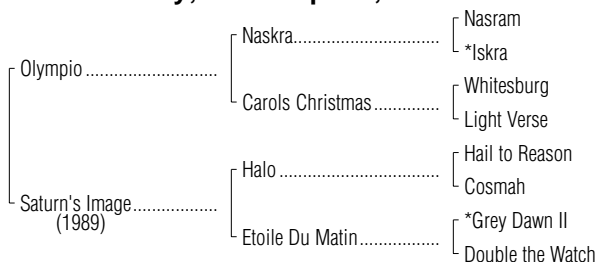 Nasram
Naskra
*Iskra
Olympio
Whitesburg
Carols Christmas
Light Verse
Hail to Reason
Halo
Cosmah
Saturn's Image
(1989)
*Grey Dawn II
Etoile Du Matin
Double the Watch